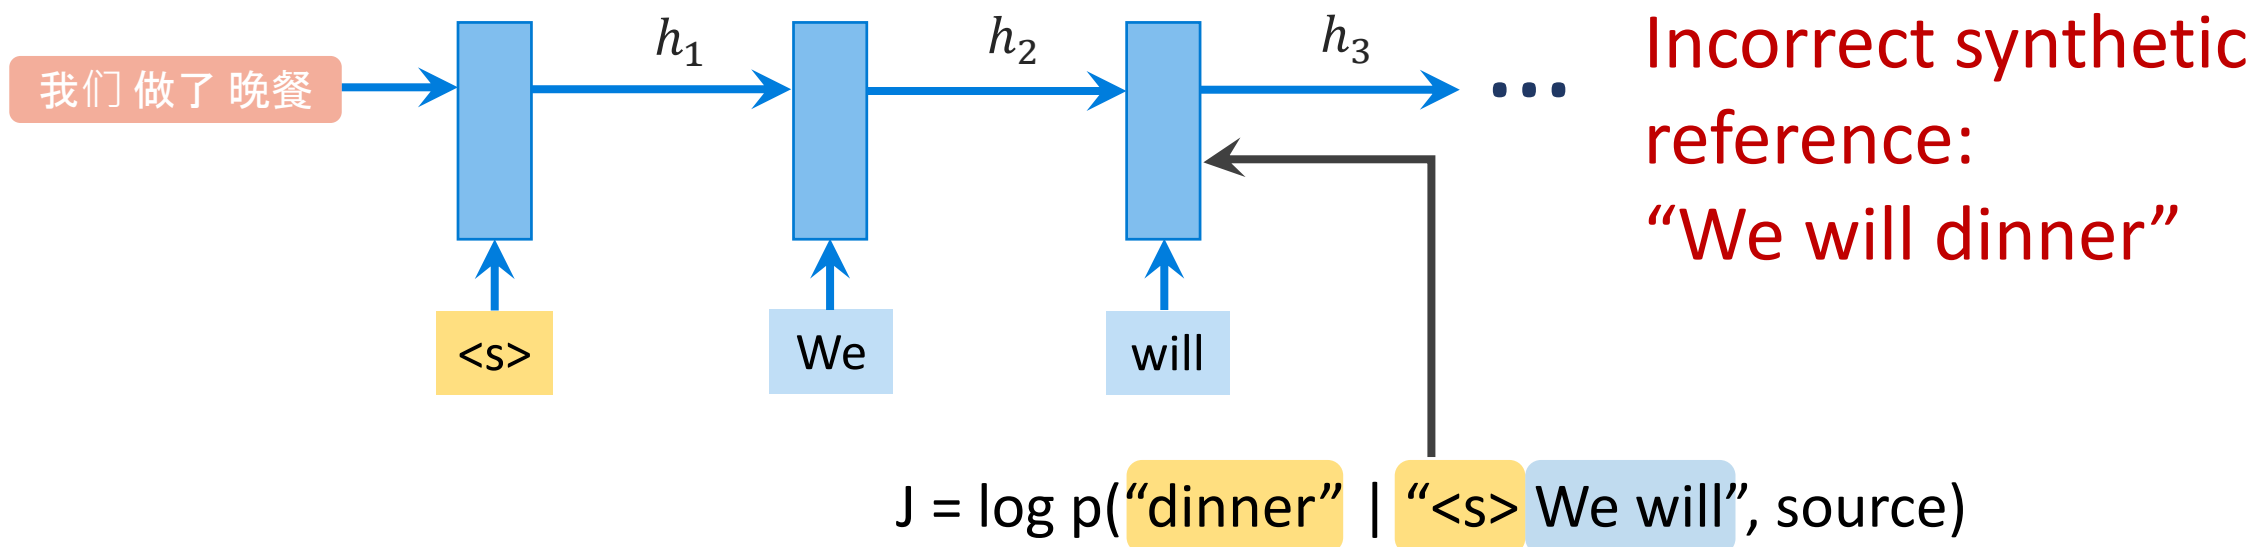 我们 做了 晚餐
h₁
h₂
h₃
...
Incorrect synthetic
reference:
“We will dinner”
<s>
We
will
J = log p(“dinner” | “<s> We will”, source)